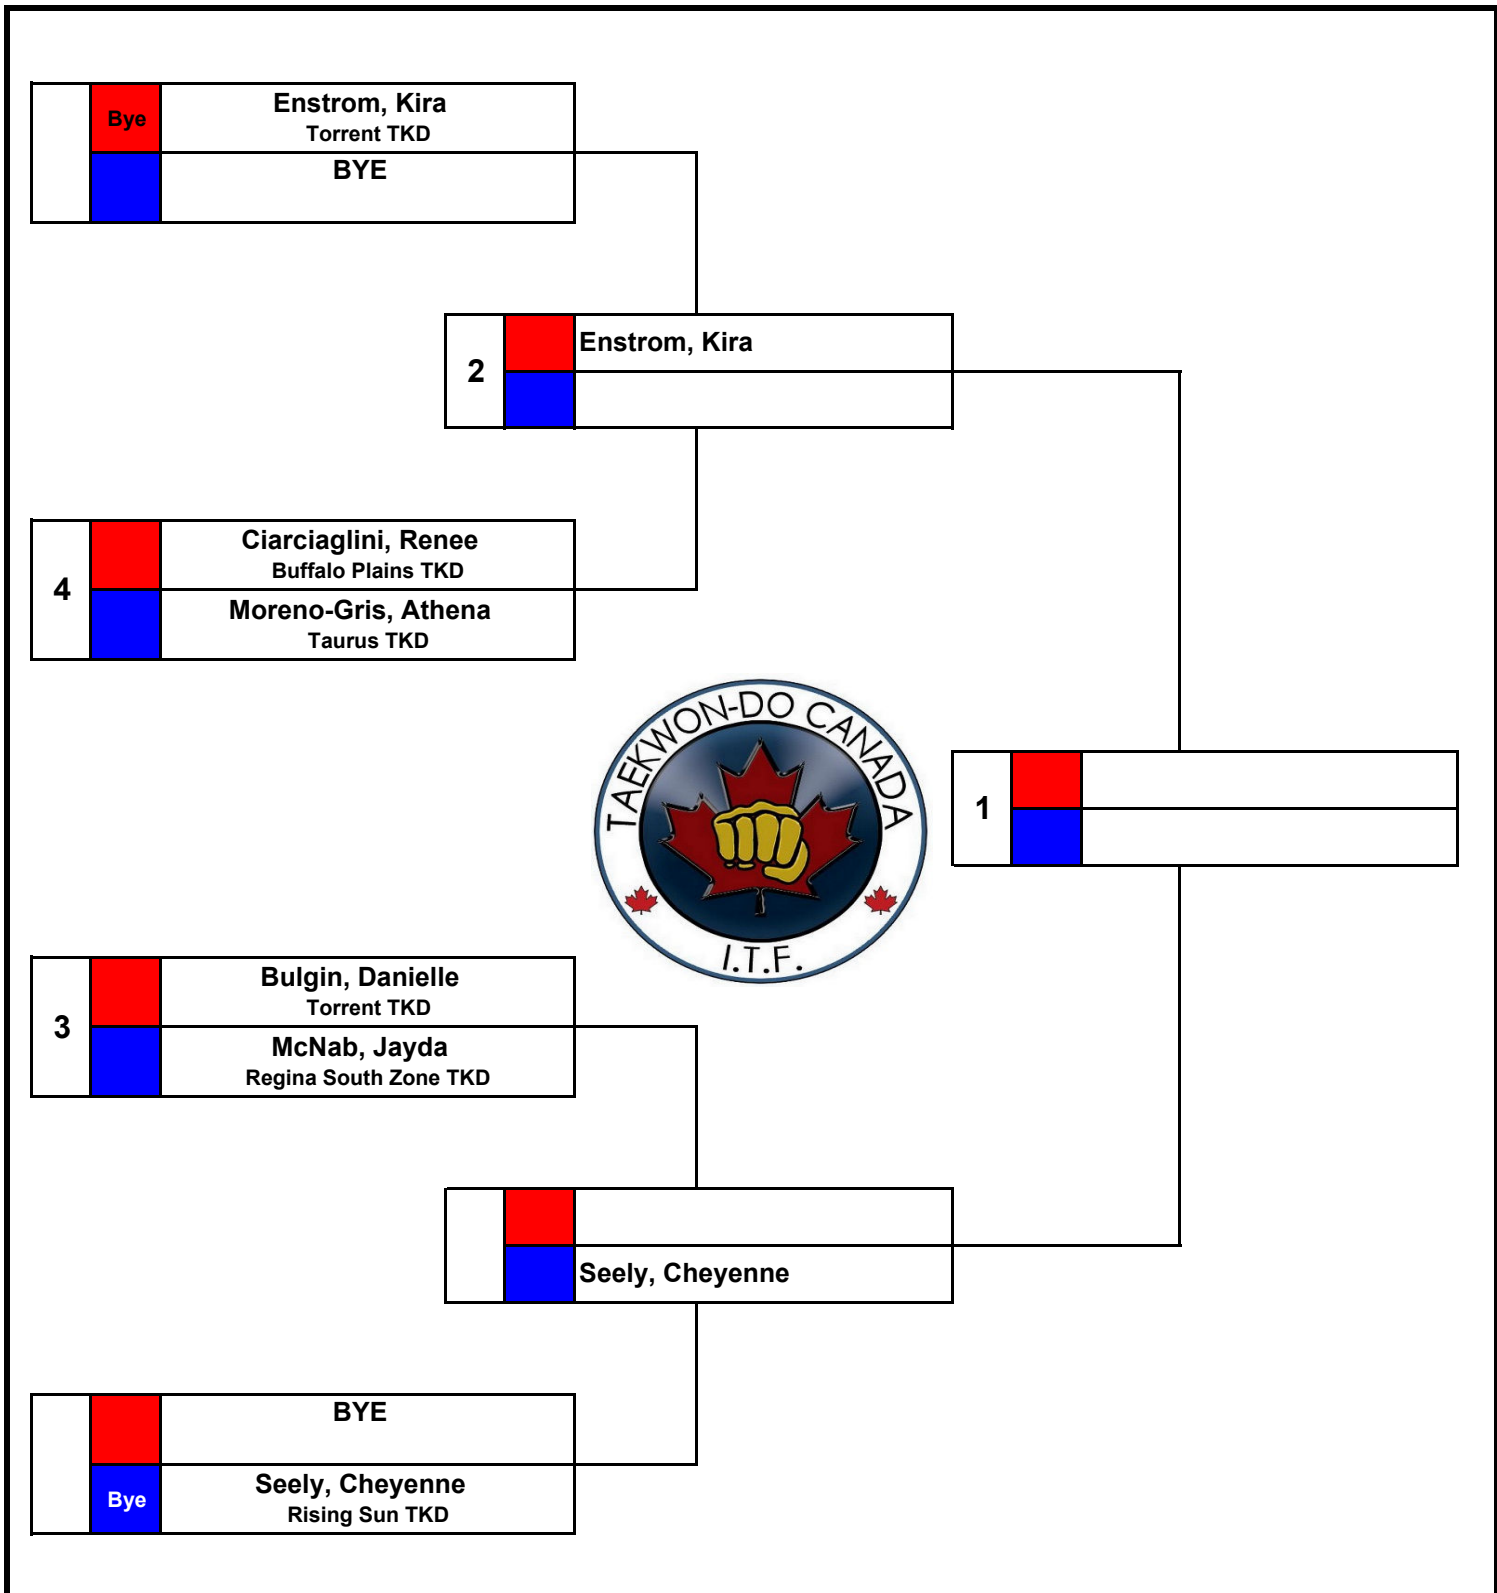 Bye
Enstrom, Kira
Torrent TKD
BYE
2
Enstrom, Kira
4
Ciarciaglini, Renee
Buffalo Plains TKD
Moreno-Gris, Athena
Taurus TKD
TAEKWON-DO CANADA
I.T.F.
1
3
Bulgin, Danielle
Torrent TKD
McNab, Jayda
Regina South Zone TKD
Seely, Cheyenne
BYE
Bye
Seely, Cheyenne
Rising Sun TKD